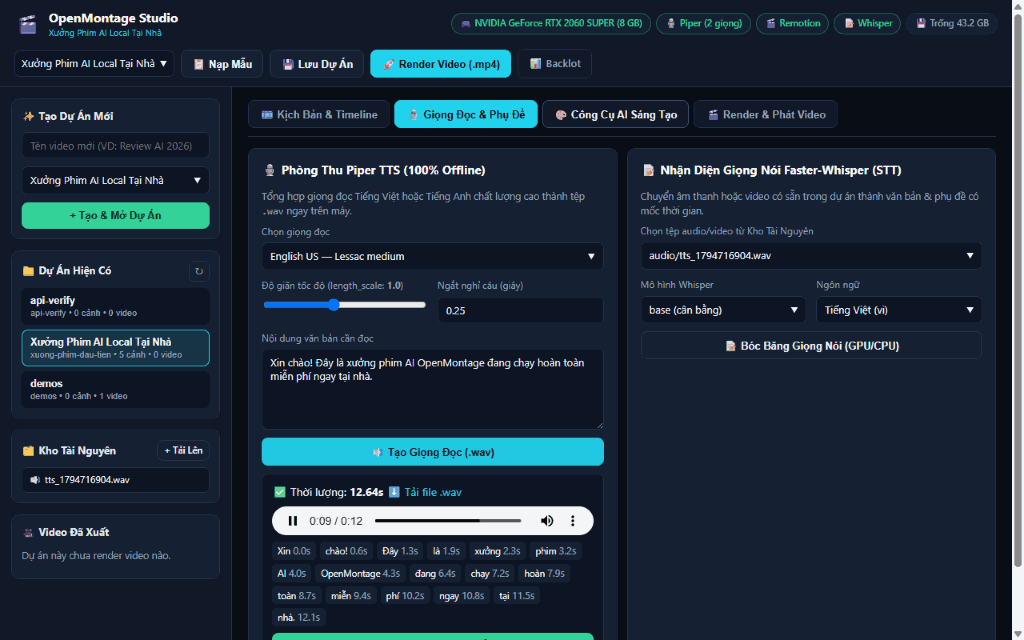 OpenMontage Studio
Xưởng Phim AI Local Tại Nhà
NVIDIA GeForce RTX 2060 SUPER (8 GB)
Piper (2 giọng)
Remotion
Whisper
Trống 43.2 GB
Xưởng Phim AI Local Tại Nhà
Nạp Mẫu
Lưu Dự Án
Render Video (.mp4)
Backlot
Tạo Dự Án Mới
Tên video mới (VD: Review AI 2026)
Xưởng Phim AI Local Tại Nhà
+ Tạo & Mở Dự Án
Dự Án Hiện Có
api-verify
api-verify • 0 cảnh • 0 video
Xưởng Phim AI Local Tại Nhà
xuong-phim-dau-tien • 5 cảnh • 0 video
demos
demos • 0 cảnh • 1 video
Kho Tài Nguyên
+ Tải Lên
tts_1794716904.wav
Video Đã Xuất
Dự án này chưa render video nào.
Kịch Bản & Timeline
Giọng Đọc & Phụ Đề
Công Cụ AI Sáng Tạo
Render & Phát Video
Phòng Thu Piper TTS (100% Offline)
Tổng hợp giọng đọc Tiếng Việt hoặc Tiếng Anh chất lượng cao thành tệp
.wav ngay trên máy.
Chọn giọng đọc
English US — Lessac medium
Độ giãn tốc độ (length_scale: 1.0)
Ngắt nghỉ câu (giây)
0.25
Nội dung văn bản cần đọc
Xin chào! Đây là xưởng phim AI OpenMontage đang chạy hoàn toàn
miễn phí ngay tại nhà.
Tạo Giọng Đọc (.wav)
Thời lượng: 12.64s Tải file .wav
0:09 / 0:12
Xin 0.0s chào! 0.6s Đây 1.3s là 1.9s xưởng 2.3s phim 3.2s
AI 4.0s OpenMontage 4.3s đang 6.4s chạy 7.2s hoàn 7.9s
toàn 8.7s miễn 9.4s phí 10.2s ngay 10.8s tại 11.5s
nhà. 12.1s
Nhận Diện Giọng Nói Faster-Whisper (STT)
Chuyển âm thanh hoặc video có sẵn trong dự án thành văn bản & phụ đề có
mốc thời gian.
Chọn tệp audio/video từ Kho Tài Nguyên
audio/tts_1794716904.wav
Mô hình Whisper
Ngôn ngữ
base (cân bằng)
Tiếng Việt (vi)
Bóc Băng Giọng Nói (GPU/CPU)